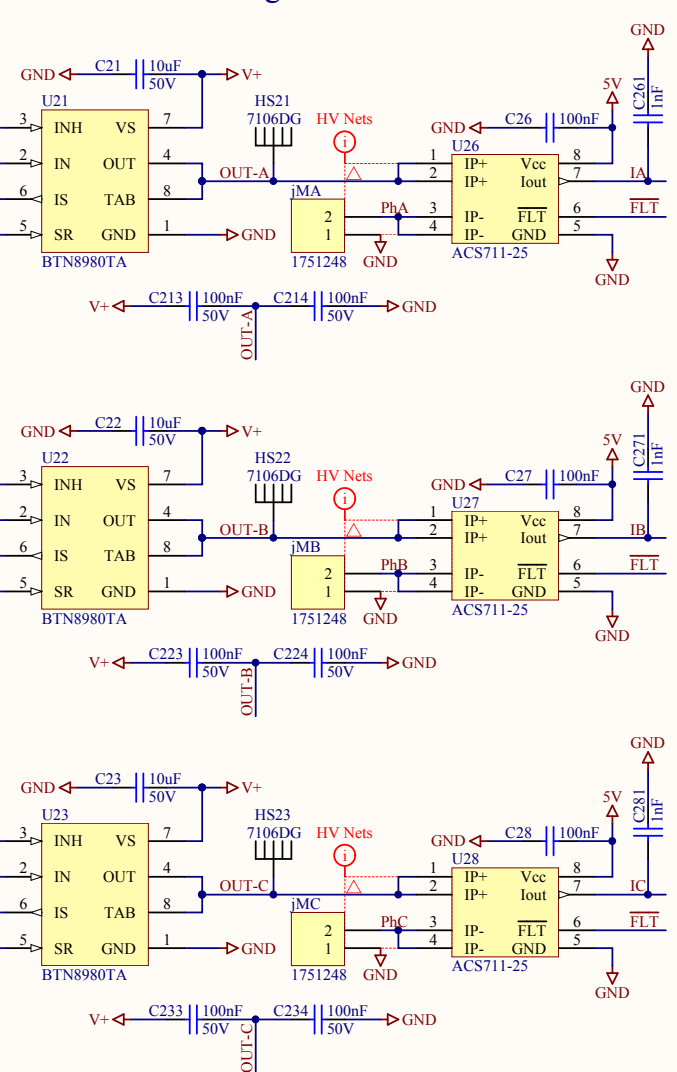 GND
GND C21 10uF V+
50V
5V
C261 1nF
U21 HS21
7106DG HV Nets
i
GND C26 100nF
U26
3 INH VS 7
2 IN OUT 4
OUT-A
1 IP+ Vcc 8
2 IP+ Iout 7 IA
6 IS TAB 8
jMA
2 PhA 3 IP- FLT 6 FLT
5 SR GND 1 GND
1 4 IP- GND 5
BTN8980TA 1751248 GND ACS711-25
GND
V+ C213 100nF C214 100nF GND
50V 50V
OUT-A
GND
GND C22 10uF V+
50V
5V
C271 1nF
U22 HS22
7106DG HV Nets
i
GND C27 100nF
U27
3 INH VS 7
2 IN OUT 4
OUT-B
1 IP+ Vcc 8
2 IP+ Iout 7 IB
6 IS TAB 8
jMB
2 PhB 3 IP- FLT 6 FLT
5 SR GND 1 GND
1 4 IP- GND 5
BTN8980TA 1751248 GND ACS711-25
GND
V+ C223 100nF C224 100nF GND
50V 50V
OUT-B
GND
GND C23 10uF V+
50V
5V
C281 1nF
U23 HS23
7106DG HV Nets
i
GND C28 100nF
U28
3 INH VS 7
2 IN OUT 4
OUT-C
1 IP+ Vcc 8
2 IP+ Iout 7 IC
6 IS TAB 8
jMC
2 PhC 3 IP- FLT 6 FLT
5 SR GND 1 GND
1 4 IP- GND 5
BTN8980TA 1751248 GND ACS711-25
GND
V+ C233 100nF C234 100nF GND
50V 50V
OUT-C